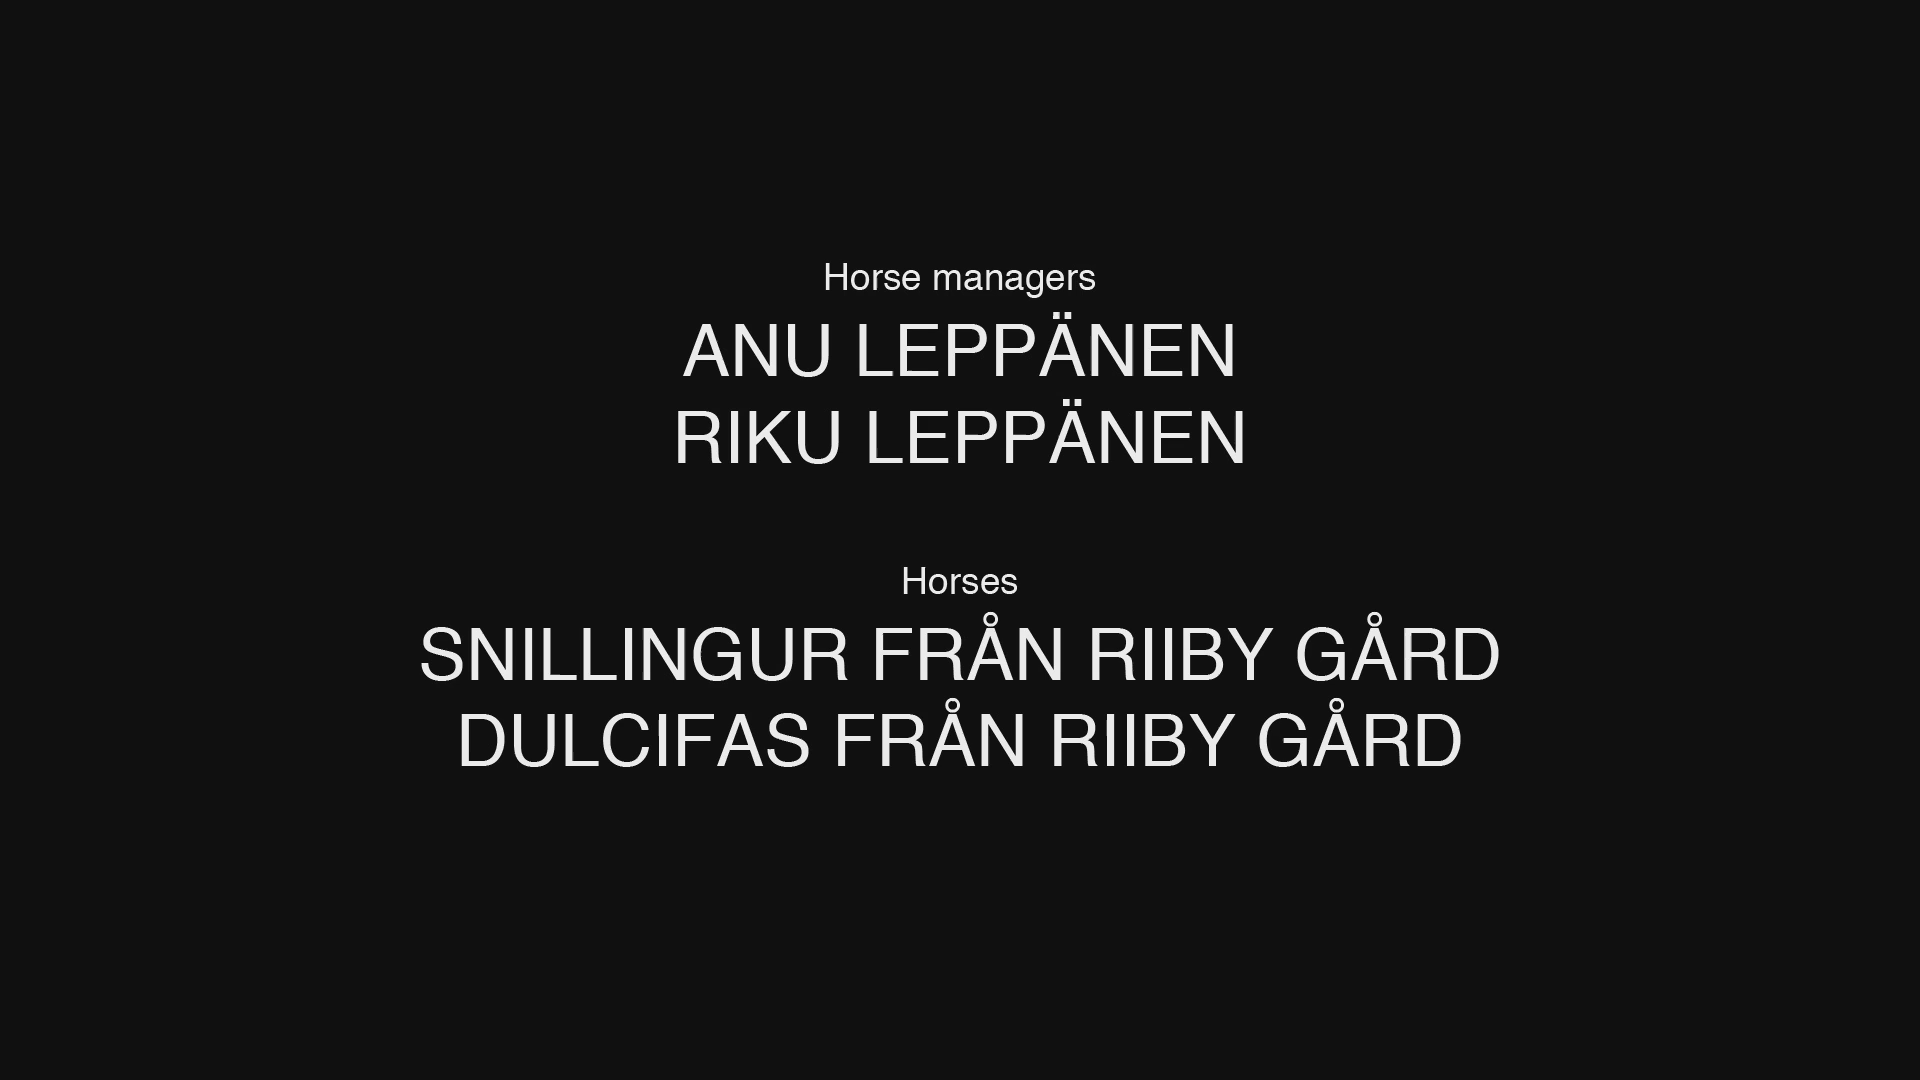 Horse managers
ANU LEPPÄNEN
RIKU LEPPÄNEN
Horses
SNILLINGUR FRÅN RIIBY GÅRD
DULCIFAS FRÅN RIIBY GÅRD